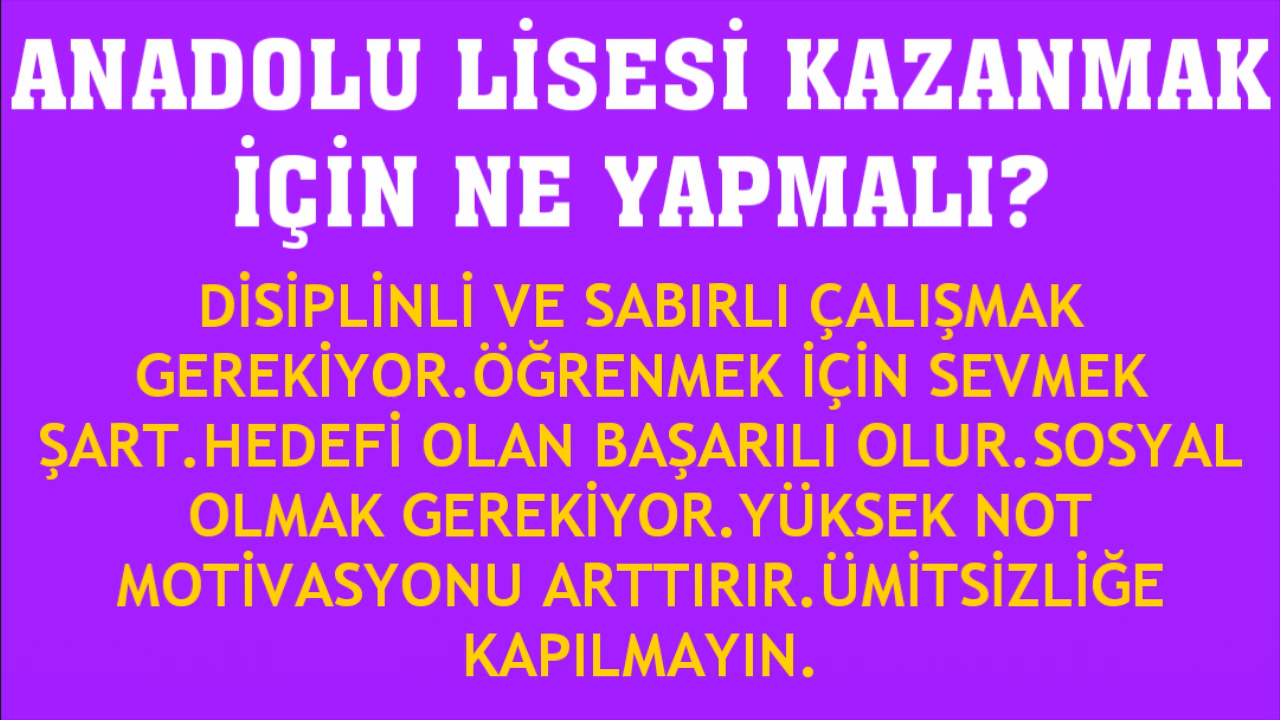 ANADOLU LİSESİ KAZANMAK
İÇİN NE YAPMALI?
DİSİPLİNLİ VE SABIRLI ÇALIŞMAK
GEREKİYOR.ÖĞRENMEK İÇİN SEVMEK
ŞART.HEDEFİ OLAN BAŞARILI OLUR.SOSYAL
OLMAK GEREKİYOR.YÜKSEK NOT
MOTİVASYONU ARTTIRIR.ÜMİTSİZLİĞE
KAPILMAYIN.